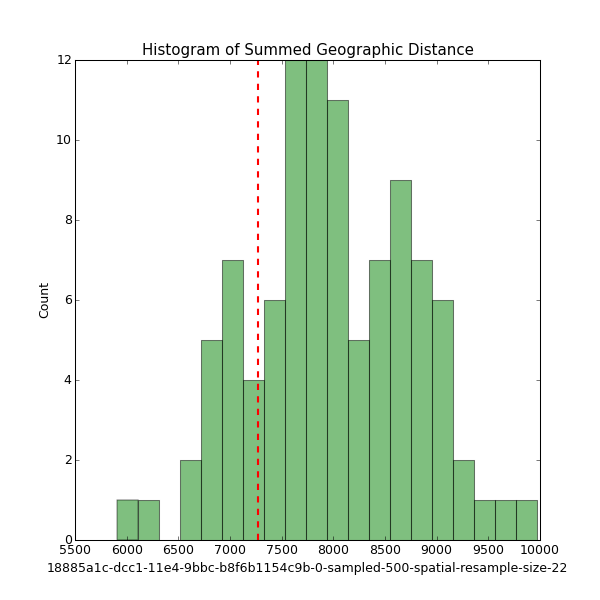 Histogram of Summed Geographic Distance
12
10
8
6
4
2
0
Count
5500 6000 6500 7000 7500 8000 8500 9000 9500 10000
18885a1c-dcc1-11e4-9bbc-b8f6b1154c9b-0-sampled-500-spatial-resample-size-22